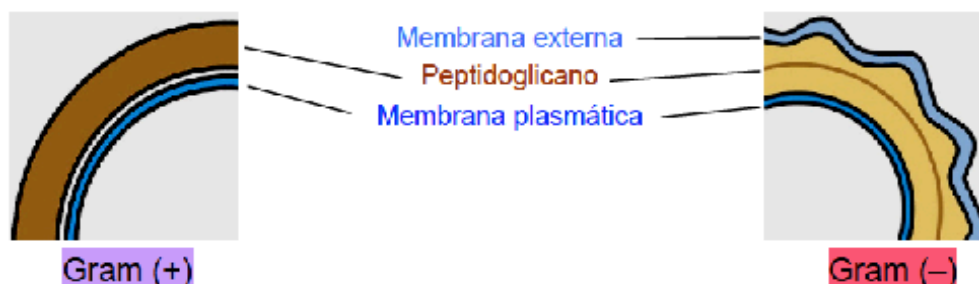 Membrana externa
Peptidoglicano
Membrana plasmática
Gram (+)
Gram (–)